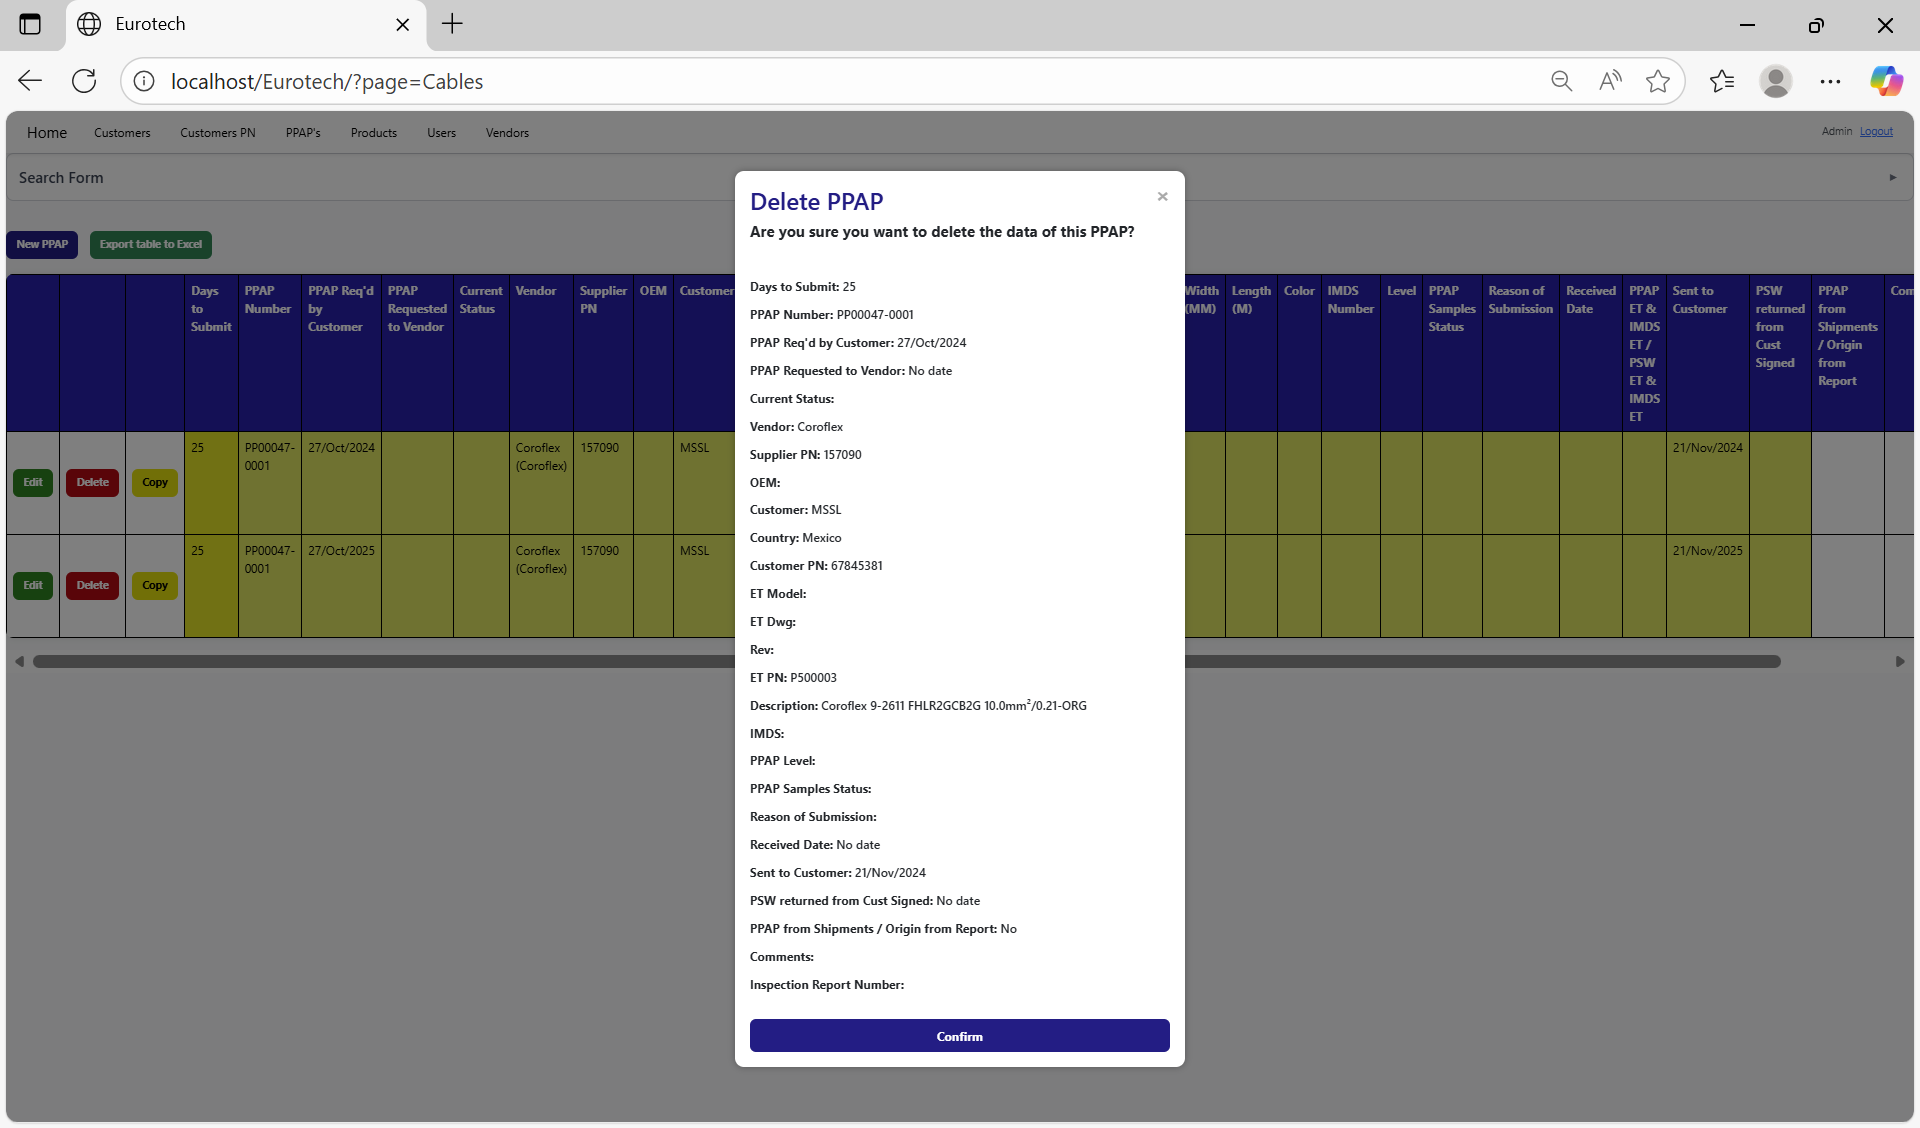 Eurotech
localhost/Eurotech/?page=Cables
Home Customers Customers PN PPAP's Products Users Vendors Admin Logout
Search Form
New PPAP Export table to Excel
Days to Submit
PPAP Number
PPAP Req'd by Customer
PPAP Requested to Vendor
Current Status
Vendor
Supplier PN
OEM
Customer
Width (MM)
Length (M)
Color
IMDS Number
Level
PPAP Samples Status
Reason of Submission
Received Date
PPAP ET & IMDS ET / PSW ET & IMDS ET
Sent to Customer
PSW returned from Cust Signed
PPAP from Shipments / Origin from Report
Com
Edit Delete Copy 25 PP00047-0001 27/Oct/2024 Coroflex (Coroflex) 157090 MSSL 21/Nov/2024
Edit Delete Copy 25 PP00047-0001 27/Oct/2025 Coroflex (Coroflex) 157090 MSSL 21/Nov/2025
Delete PPAP
Are you sure you want to delete the data of this PPAP?
Days to Submit: 25
PPAP Number: PP00047-0001
PPAP Req'd by Customer: 27/Oct/2024
PPAP Requested to Vendor: No date
Current Status:
Vendor: Coroflex
Supplier PN: 157090
OEM:
Customer: MSSL
Country: Mexico
Customer PN: 67845381
ET Model:
ET Dwg:
Rev:
ET PN: P500003
Description: Coroflex 9-2611 FHLR2GCB2G 10.0mm²/0.21-ORG
IMDS:
PPAP Level:
PPAP Samples Status:
Reason of Submission:
Received Date: No date
Sent to Customer: 21/Nov/2024
PSW returned from Cust Signed: No date
PPAP from Shipments / Origin from Report: No
Comments:
Inspection Report Number:
Confirm